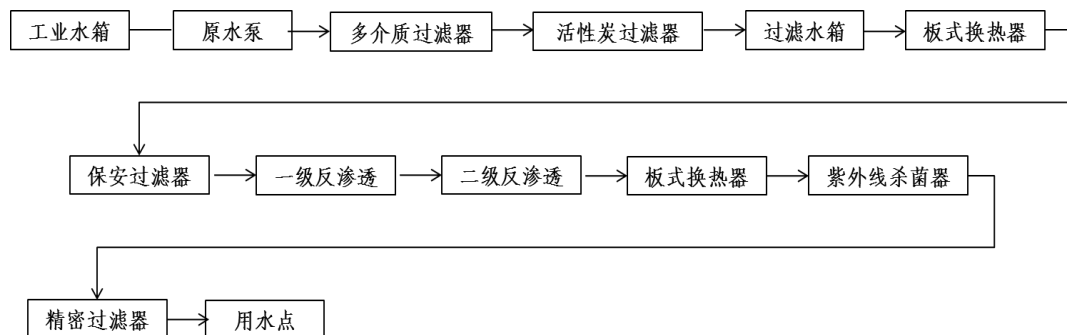 工业水箱 原水泵 多介质过滤器 活性炭过滤器 过滤水箱 板式换热器
保安过滤器 一级反渗透 二级反渗透 板式换热器 紫外线杀菌器
精密过滤器 用水点